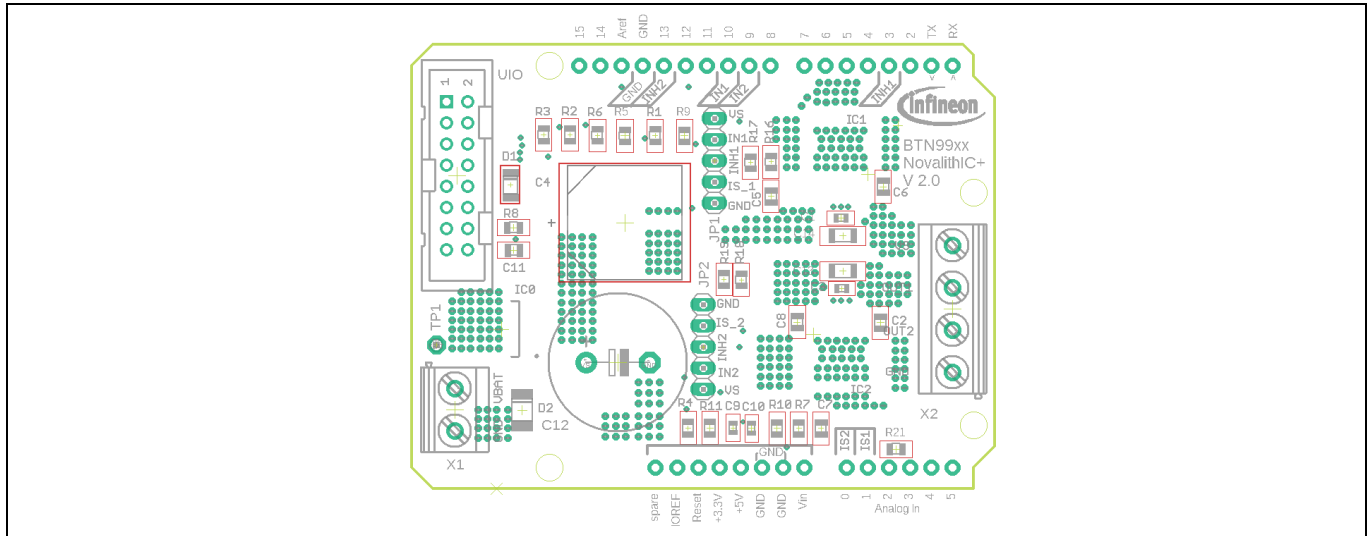 15 14 Aref GND 13 12 11 10 9 8 7 6 5 4 3 2 TX RX
< >
UIO
1 2
GND INH2 IN1 IN2 INH1
infineon
R3 R2 R6 R5 R1 R9
VS
IN1
INH1
IS_1
GND
JP1
R17 R16
IC1
BTN99xx
NovalithIC+
V 2.0
D1
C4
C5
C6
R8
C11
+
R19 R18
JP2
IC0
TP1
GND
IS_2
INH2
IN2
VS
C8
C2
OUT2
GND
IC2
+
VBAT
GND
D2
C12
X1
X2
R4 R11 C9 C10 R10 R7 C7
IS2 IS1
R21
GND
spare IOREF Reset +3.3V +5V GND GND Vin
0 1 2 3 4 5
Analog In